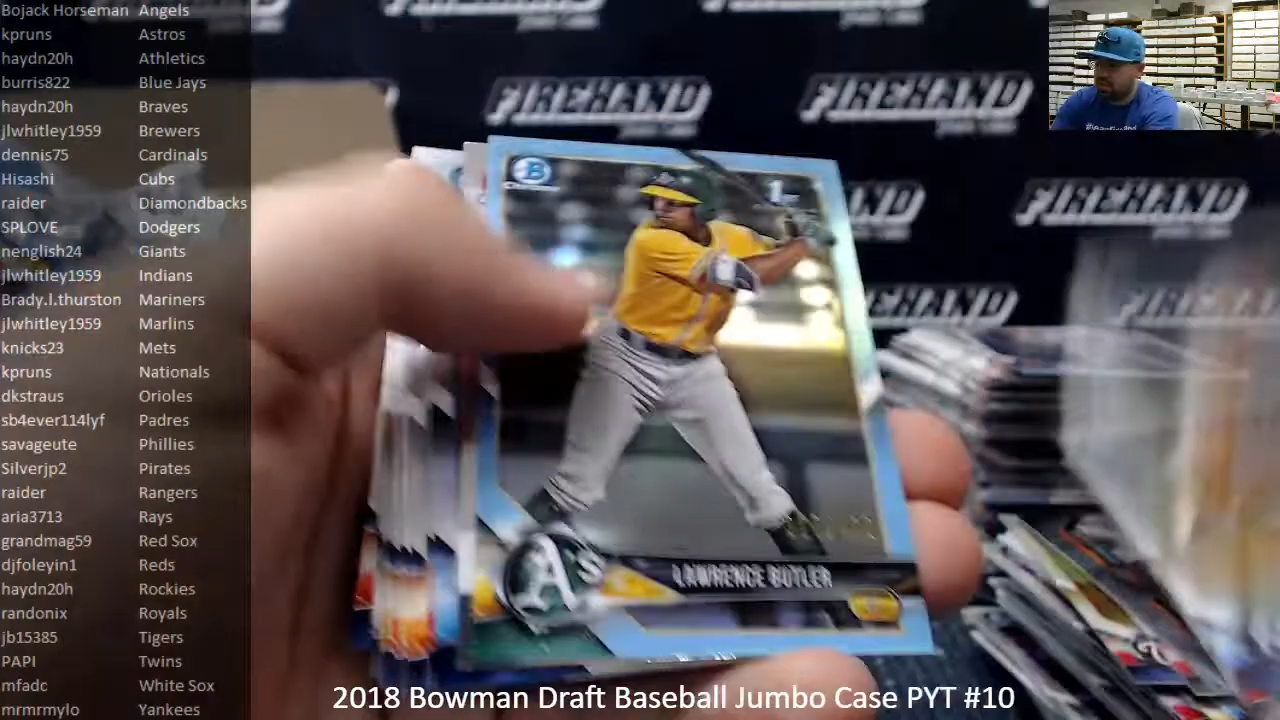 Bojack Horseman Angels
kpruns Astros
haydn20h Athletics
burris822 Blue Jays
haydn20h Braves
jlwhitley1959 Brewers
dennis75 Cardinals
Hisashi Cubs
raider Diamondbacks
SPLOVE Dodgers
nenglish24 Giants
jlwhitley1959 Indians
Brady.l.thurston Mariners
jlwhitley1959 Marlins
knicks23 Mets
kpruns Nationals
dkstraus Orioles
sb4ever114lyf Padres
savageute Phillies
Silverjp2 Pirates
raider Rangers
aria3713 Rays
grandmag59 Red Sox
djfoleyin1 Reds
haydn20h Rockies
randonix Royals
jb15385 Tigers
PAPI Twins
mfadc White Sox
mrmrmylo Yankees
FIREHAND
FIREHAND
FIREHAND
FIREHAND
B
1st
A's
LAWRENCE BUTLER
2018 Bowman Draft Baseball Jumbo Case PYT #10